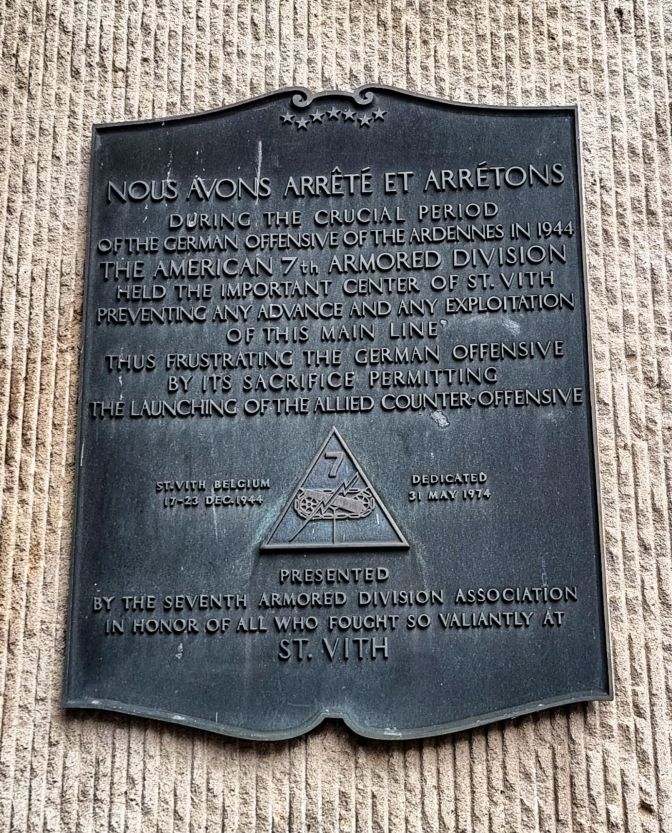 NOUS AVONS ARRÊTÉ ET ARRÉTONS
DURING THE CRUCIAL PERIOD
OF THE GERMAN OFFENSIVE OF THE ARDENNES IN 1944
THE AMERICAN 7th ARMORED DIVISION
HELD THE IMPORTANT CENTER OF ST. VITH
PREVENTING ANY ADVANCE AND ANY EXPLOITATION
OF THIS MAIN LINE
THUS FRUSTRATING THE GERMAN OFFENSIVE
BY ITS SACRIFICE PERMITTING
THE LAUNCHING OF THE ALLIED COUNTER-OFFENSIVE
7
ST. VITH BELGIUM
17-23 DEC. 1944
DEDICATED
31 MAY 1974
PRESENTED
BY THE SEVENTH ARMORED DIVISION ASSOCIATION
IN HONOR OF ALL WHO FOUGHT SO VALIANTLY AT
ST. VITH